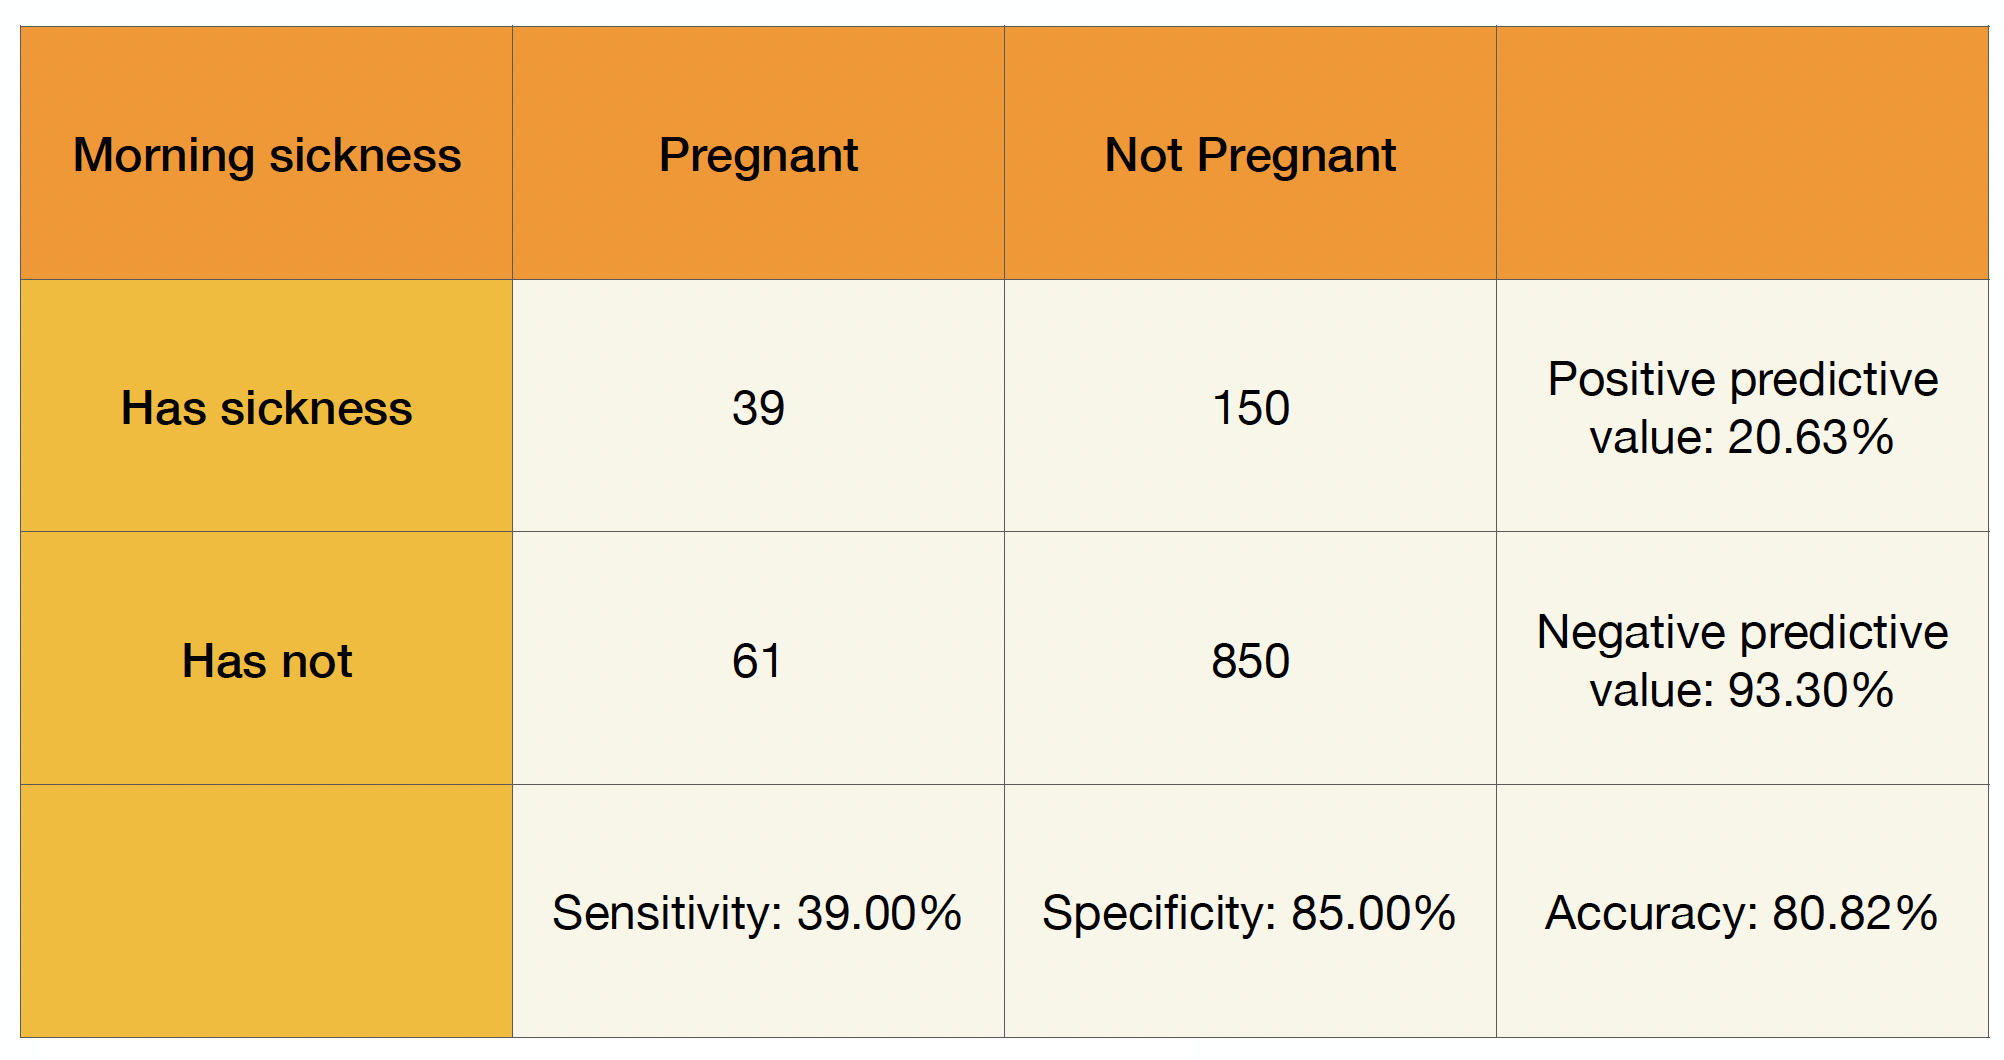 Morning sickness
Pregnant
Not Pregnant
Has sickness
39
150
Positive predictive
value: 20.63%
Has not
61
850
Negative predictive
value: 93.30%
Sensitivity: 39.00%
Specificity: 85.00%
Accuracy: 80.82%